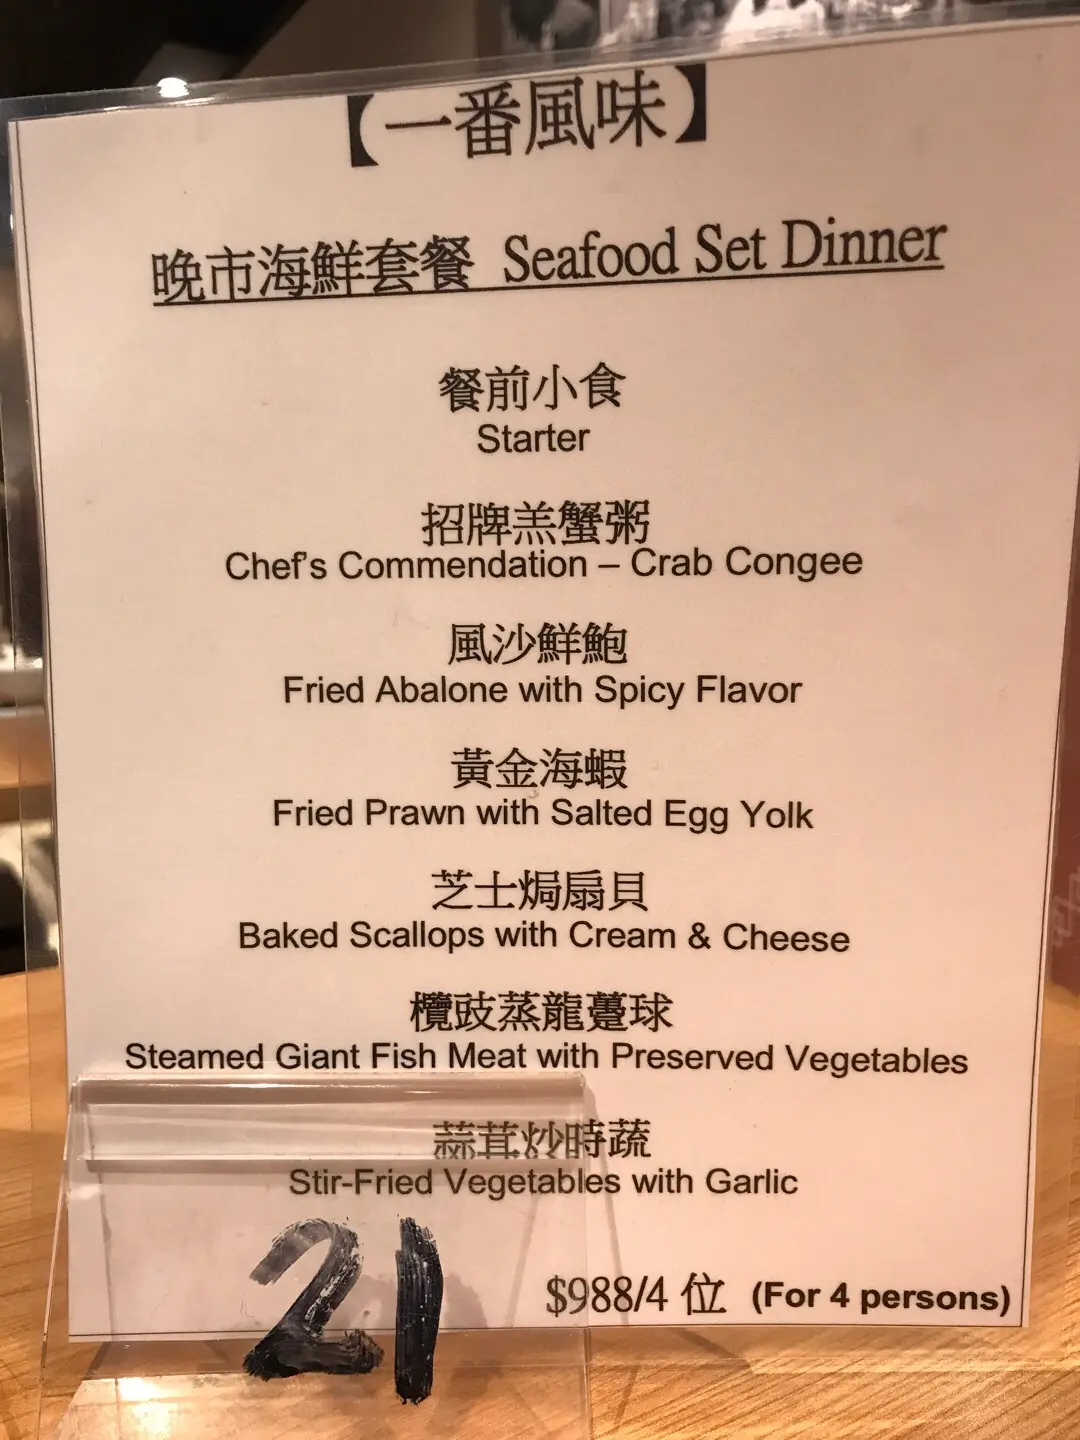 【一番風味】
晚市海鮮套餐 Seafood Set Dinner
餐前小食
Starter
招牌羔蟹粥
Chef's Commendation – Crab Congee
風沙鮮鮑
Fried Abalone with Spicy Flavor
黃金海蝦
Fried Prawn with Salted Egg Yolk
芝士焗扇貝
Baked Scallops with Cream & Cheese
欖豉蒸龍躉球
Steamed Giant Fish Meat with Preserved Vegetables
蒜茸炒時蔬
Stir-Fried Vegetables with Garlic
$988/4 位 (For 4 persons)
21